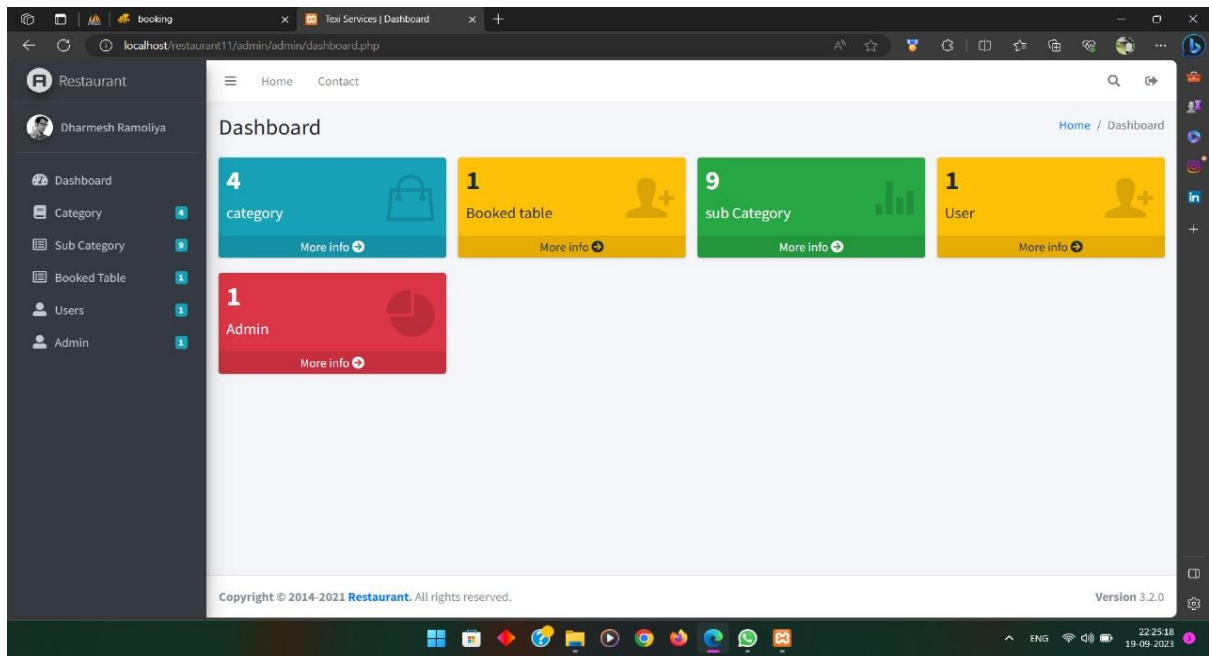 booking
Texi Services | Dashboard
localhost/restaurant11/admin/admin/dashboard.php
Restaurant
Home Contact
Dharmesh Ramoliya
Dashboard
Home / Dashboard
Dashboard
Category 4
Sub Category 9
Booked Table 1
Users 1
Admin 1
4
category
More info
1
Booked table
More info
9
sub Category
More info
1
User
More info
1
Admin
More info
Copyright © 2014-2021 Restaurant. All rights reserved.
Version 3.2.0
ENG
22:25:18
19-09-2023
3